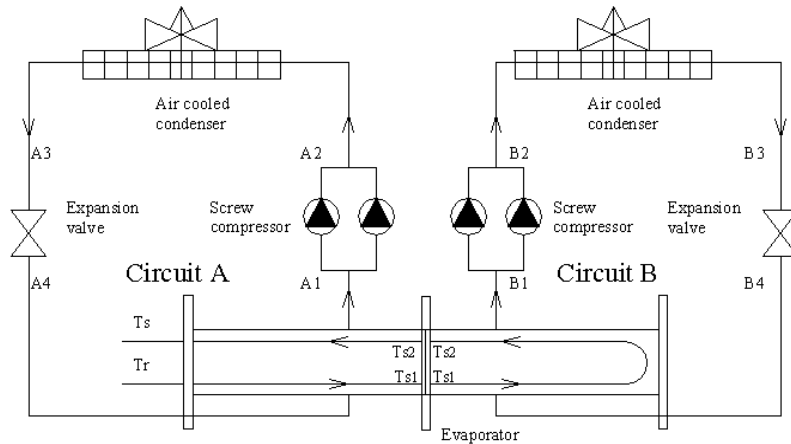 Air cooled
condenser
Air cooled
condenser
A3
A2
B2
B3
Expansion
valve
Screw
compressor
Screw
compressor
Expansion
valve
Circuit A
Circuit B
A4
A1
B1
B4
Ts
Ts2
Ts2
Tr
Ts1
Ts1
Evaporator